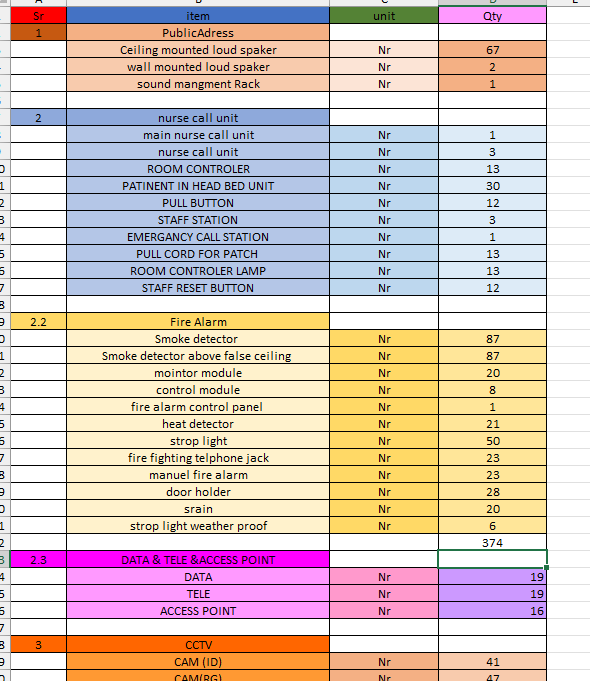 Sr item unit Qty
1 PublicAdress
Ceiling mounted loud spaker Nr 67
wall mounted loud spaker Nr 2
sound mangment Rack Nr 1
2 nurse call unit
main nurse call unit Nr 1
nurse call unit Nr 3
ROOM CONTROLER Nr 13
PATINENT IN HEAD BED UNIT Nr 30
PULL BUTTON Nr 12
STAFF STATION Nr 3
EMERGANCY CALL STATION Nr 1
PULL CORD FOR PATCH Nr 13
ROOM CONTROLER LAMP Nr 13
STAFF RESET BUTTON Nr 12
2.2 Fire Alarm
Smoke detector Nr 87
Smoke detector above false ceiling Nr 87
mointor module Nr 20
control module Nr 8
fire alarm control panel Nr 1
heat detector Nr 21
strop light Nr 50
fire fighting telphone jack Nr 23
manuel fire alarm Nr 23
door holder Nr 28
srain Nr 20
strop light weather proof Nr 6
374
2.3 DATA & TELE &ACCESS POINT
DATA Nr 19
TELE Nr 19
ACCESS POINT Nr 16
3 CCTV
CAM (ID) Nr 41
CAM(RG) Nr 47